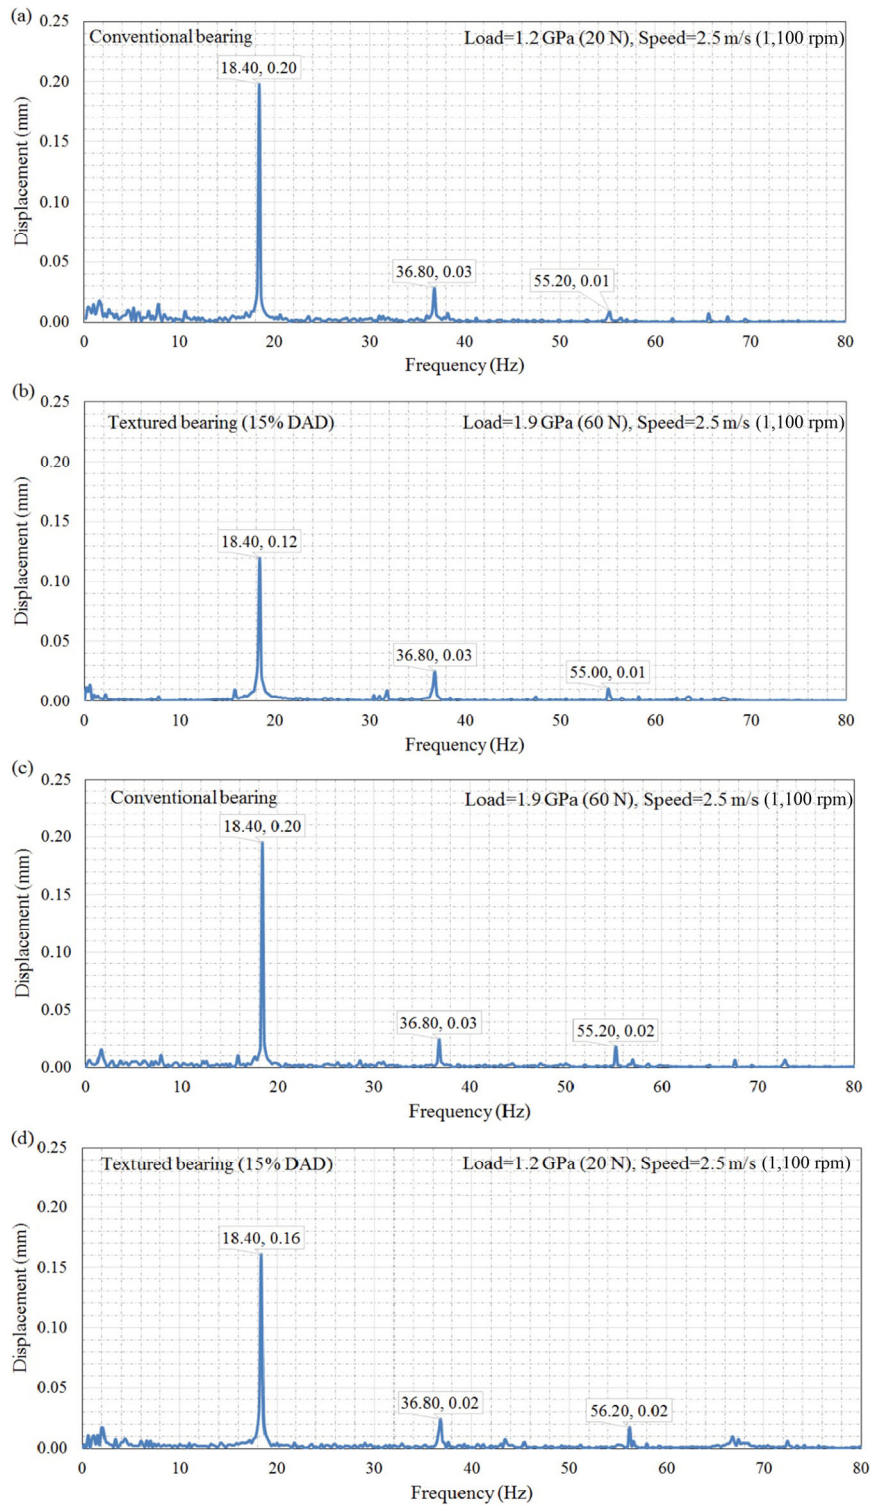 (a)
0.25
Conventional bearing
Load=1.2 GPa (20 N), Speed=2.5 m/s (1,100 rpm)
18.40, 0.20
0.20
0.15
Displacement (mm)
0.10
36.80, 0.03
55.20, 0.01
0.05
0.00
0 10 20 30 40 50 60 70 80
Frequency (Hz)
(b)
0.25
Textured bearing (15% DAD)
Load=1.9 GPa (60 N), Speed=2.5 m/s (1,100 rpm)
0.20
0.15
18.40, 0.12
Displacement (mm)
0.10
36.80, 0.03
55.00, 0.01
0.05
0.00
0 10 20 30 40 50 60 70 80
Frequency (Hz)
(c)
0.25
Conventional bearing
Load=1.9 GPa (60 N), Speed=2.5 m/s (1,100 rpm)
18.40, 0.20
0.20
0.15
Displacement (mm)
0.10
36.80, 0.03
55.20, 0.02
0.05
0.00
0 10 20 30 40 50 60 70 80
Frequency (Hz)
(d)
0.25
Textured bearing (15% DAD)
Load=1.2 GPa (20 N), Speed=2.5 m/s (1,100 rpm)
0.20
18.40, 0.16
0.15
Displacement (mm)
0.10
36.80, 0.02
56.20, 0.02
0.05
0.00
0 10 20 30 40 50 60 70 80
Frequency (Hz)